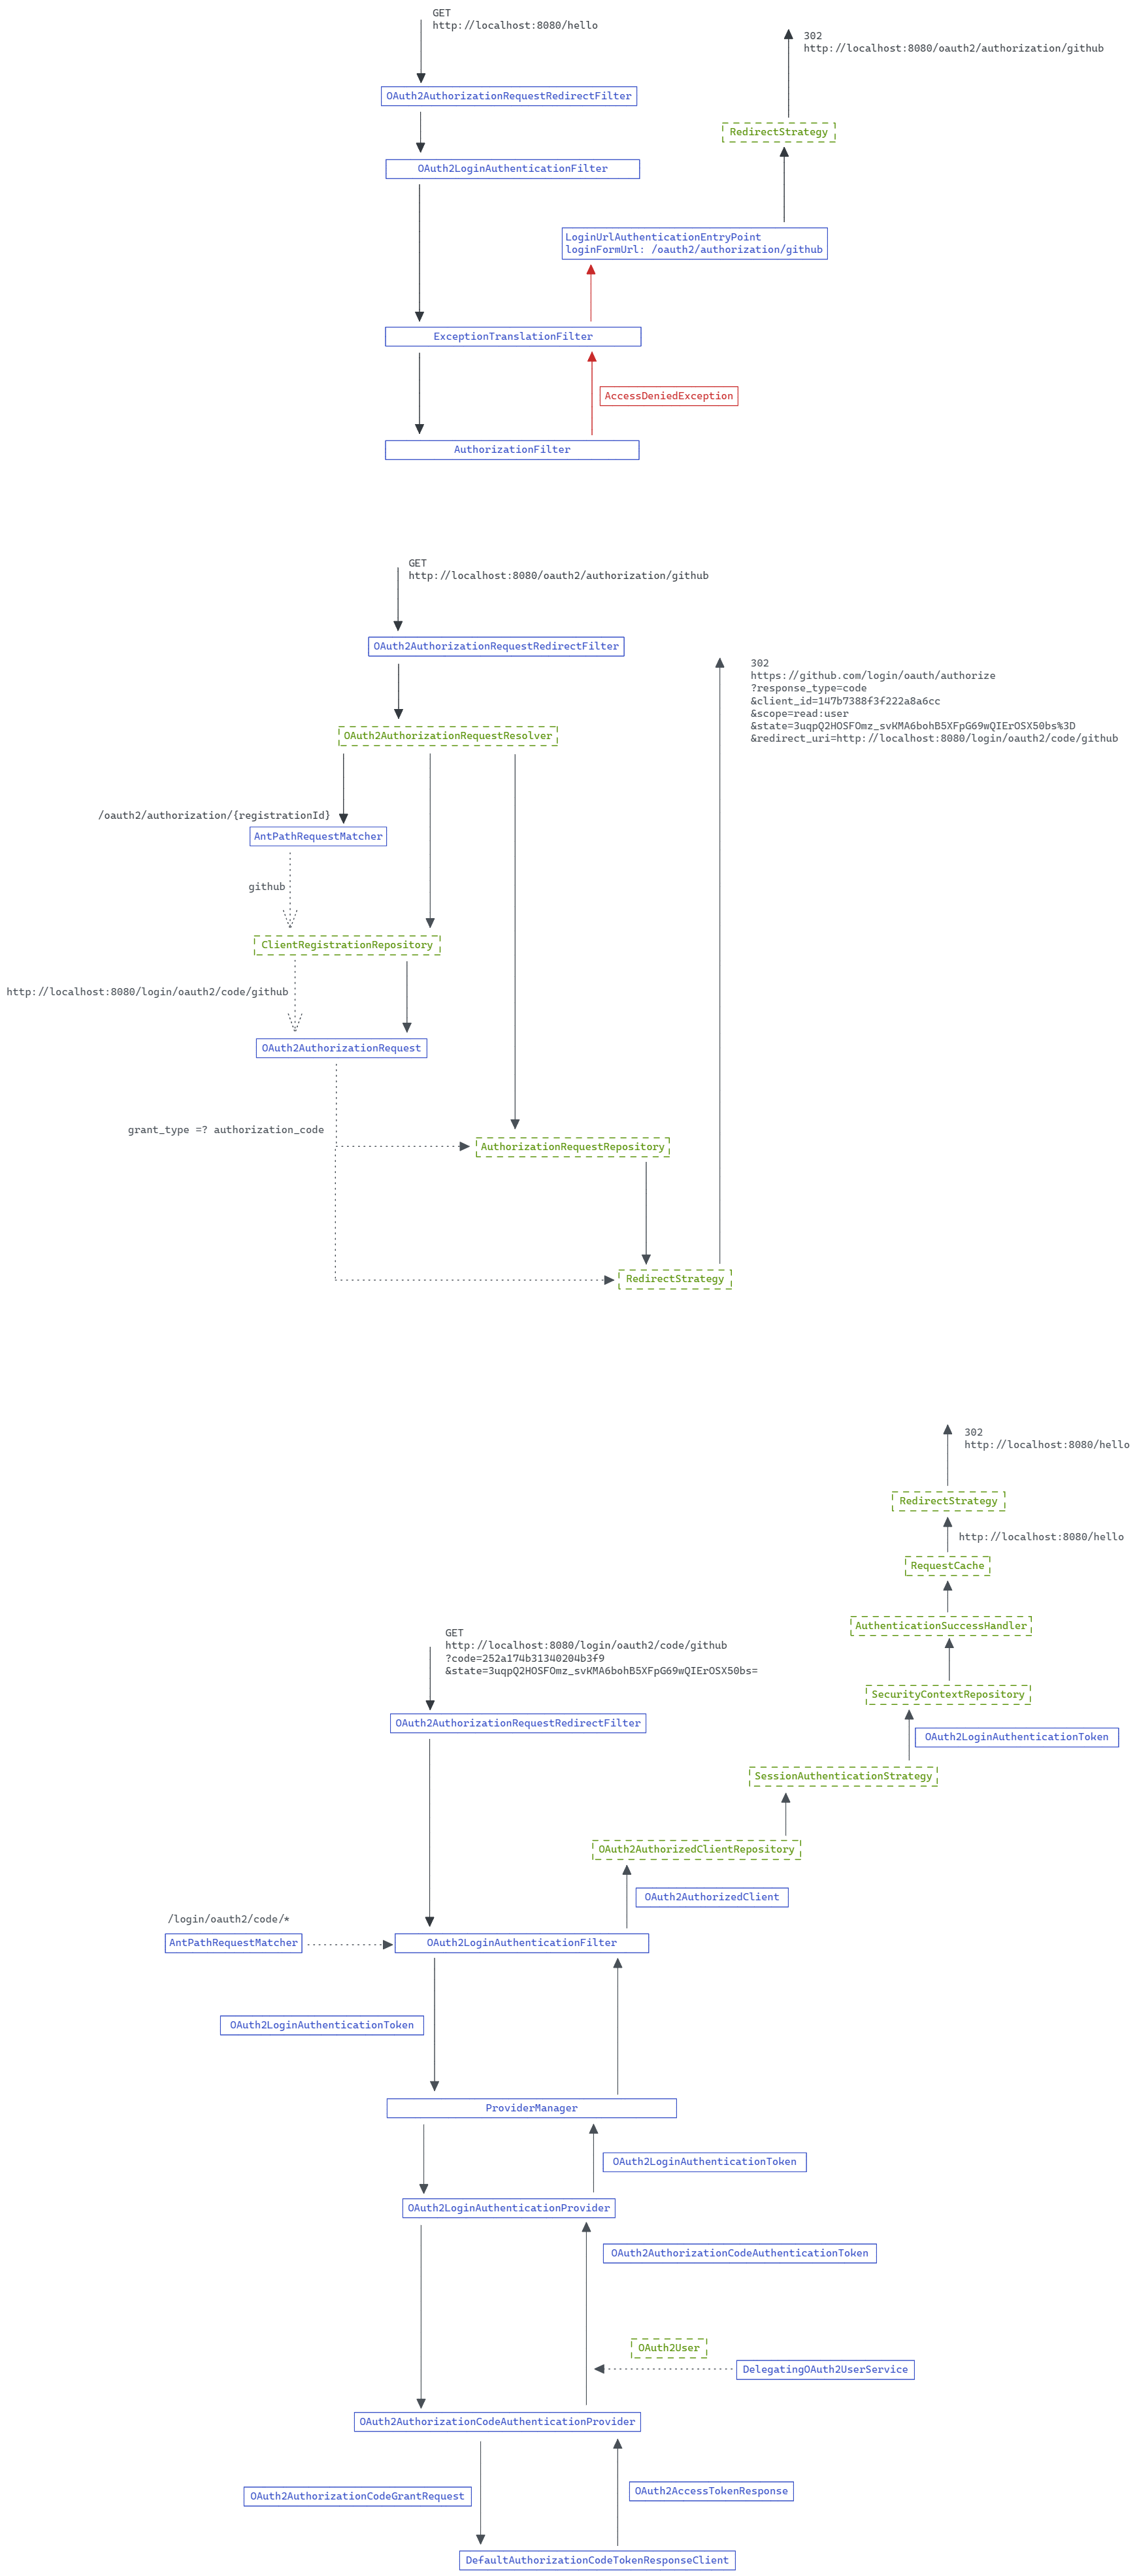 GET
http://localhost:8080/hello
302
http://localhost:8080/oauth2/authorization/github
OAuth2AuthorizationRequestRedirectFilter
RedirectStrategy
OAuth2LoginAuthenticationFilter
LoginUrlAuthenticationEntryPoint
loginFormUrl: /oauth2/authorization/github
ExceptionTranslationFilter
AccessDeniedException
AuthorizationFilter
GET
http://localhost:8080/oauth2/authorization/github
OAuth2AuthorizationRequestRedirectFilter
302
https://github.com/login/oauth/authorize
?response_type=code
&client_id=147b7388f3f222a8a6cc
&scope=read:user
&state=3uqpQ2HOSFOmz_svKMA6bohB5XFpG69wQIErOSX50bs%3D
&redirect_uri=http://localhost:8080/login/oauth2/code/github
OAuth2AuthorizationRequestResolver
/oauth2/authorization/{registrationId}
AntPathRequestMatcher
github
ClientRegistrationRepository
http://localhost:8080/login/oauth2/code/github
OAuth2AuthorizationRequest
grant_type =? authorization_code
AuthorizationRequestRepository
RedirectStrategy
302
http://localhost:8080/hello
RedirectStrategy
http://localhost:8080/hello
RequestCache
AuthenticationSuccessHandler
GET
http://localhost:8080/login/oauth2/code/github
?code=252a174b31340204b3f9
&state=3uqpQ2HOSFOmz_svKMA6bohB5XFpG69wQIErOSX50bs=
SecurityContextRepository
OAuth2AuthorizationRequestRedirectFilter
OAuth2LoginAuthenticationToken
SessionAuthenticationStrategy
OAuth2AuthorizedClientRepository
OAuth2AuthorizedClient
/login/oauth2/code/*
AntPathRequestMatcher
OAuth2LoginAuthenticationFilter
OAuth2LoginAuthenticationToken
ProviderManager
OAuth2LoginAuthenticationToken
OAuth2LoginAuthenticationProvider
OAuth2AuthorizationCodeAuthenticationToken
OAuth2User
DelegatingOAuth2UserService
OAuth2AuthorizationCodeAuthenticationProvider
OAuth2AuthorizationCodeGrantRequest
OAuth2AccessTokenResponse
DefaultAuthorizationCodeTokenResponseClient